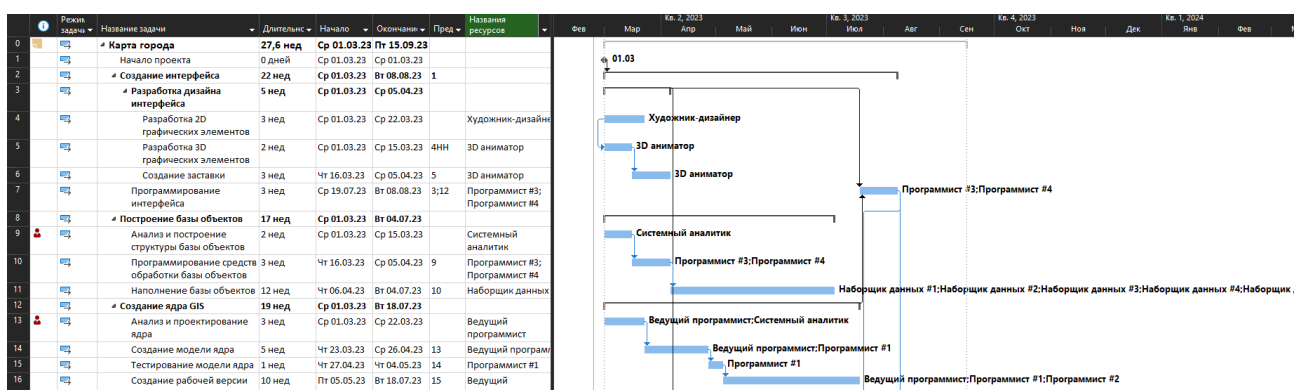 Режим задачи Название задачи Длительнс Начало Окончани Пред Названия ресурсов
Кв. 2, 2023 Кв. 3, 2023 Кв. 4, 2023 Кв. 1, 2024
Фев Мар Апр Май Июн Июл Авг Сен Окт Ноя Дек Янв Фев
0 Карта города 27,6 нед Ср 01.03.23 Пт 15.09.23
1 Начало проекта 0 дней Ср 01.03.23 Ср 01.03.23 01.03
2 Создание интерфейса 22 нед Ср 01.03.23 Вт 08.08.23 1
3 Разработка дизайна 5 нед Ср 01.03.23 Ср 05.04.23
интерфейса
4 Разработка 2D 3 нед Ср 01.03.23 Ср 22.03.23 Художник-дизайне Художник-дизайнер
графических элементов
5 Разработка 3D 2 нед Ср 01.03.23 Ср 15.03.23 4НН 3D аниматор 3D аниматор
графических элементов
6 Создание заставки 3 нед Чт 16.03.23 Ср 05.04.23 5 3D аниматор 3D аниматор
7 Программирование 3 нед Ср 19.07.23 Вт 08.08.23 3;12 Программист #3; Программист #3;Программист #4
интерфейса Программист #4
8 Построение базы объектов 17 нед Ср 01.03.23 Вт 04.07.23
9 Анализ и построение 2 нед Ср 01.03.23 Ср 15.03.23 Системный Системный аналитик
структуры базы объектов аналитик
10 Программирование средств 3 нед Чт 16.03.23 Ср 05.04.23 9 Программист #3; Программист #3;Программист #4
обработки базы объектов Программист #4
11 Наполнение базы объектов 12 нед Чт 06.04.23 Вт 04.07.23 10 Наборщик данных Наборщик данных #1;Наборщик данных #2;Наборщик данных #3;Наборщик данных #4;Наборщик
12 Создание ядра GIS 19 нед Ср 01.03.23 Вт 18.07.23
13 Анализ и проектирование 3 нед Ср 01.03.23 Ср 22.03.23 Ведущий Ведущий программист;Системный аналитик
ядра программист
14 Создание модели ядра 5 нед Чт 23.03.23 Ср 26.04.23 13 Ведущий програм Ведущий программист;Программист #1
15 Тестирование модели ядра 1 нед Чт 27.04.23 Чт 04.05.23 14 Программист #1 Программист #1
16 Создание рабочей версии 10 нед Пт 05.05.23 Вт 18.07.23 15 Ведущий Ведущий программист;Программист #1;Программист #2